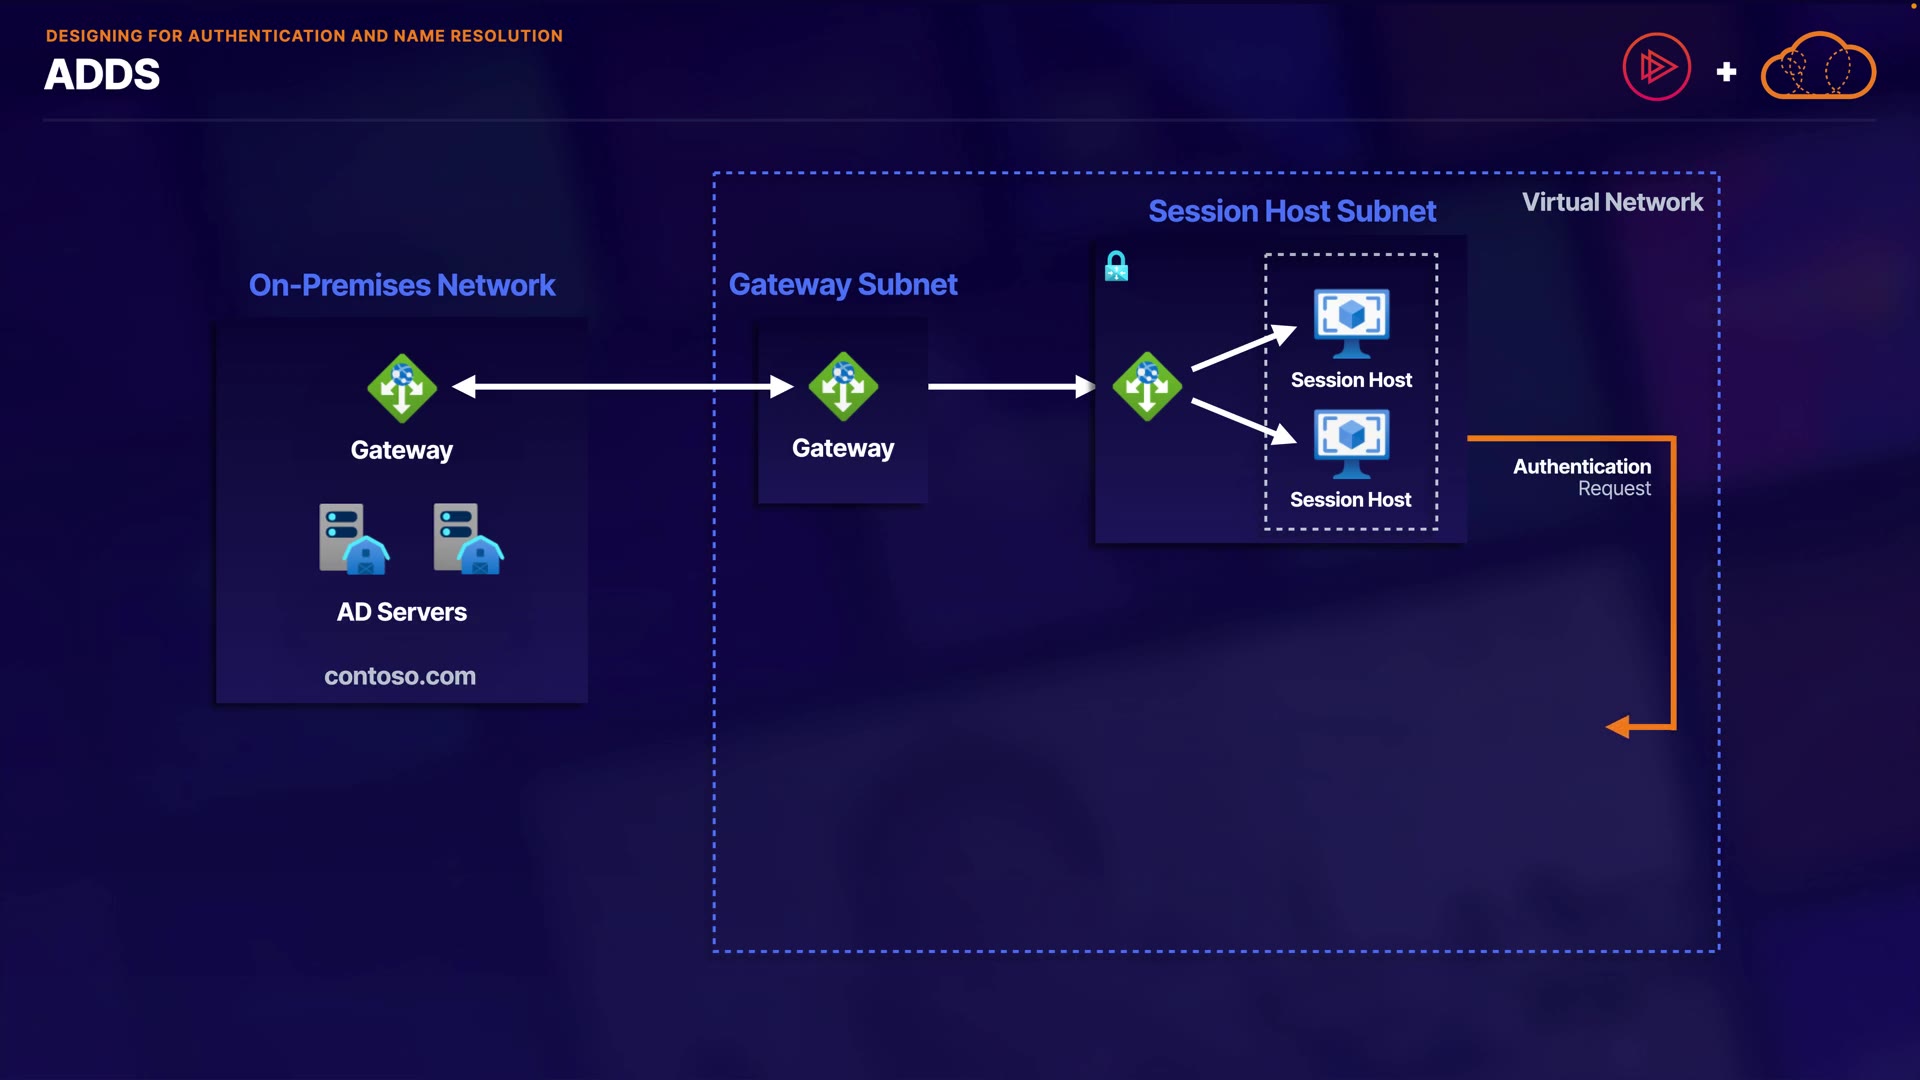 DESIGNING FOR AUTHENTICATION AND NAME RESOLUTION
ADDS
Virtual Network
Session Host Subnet
On-Premises Network
Gateway Subnet
Session Host
Gateway
Gateway
Authentication
Request
Session Host
AD Servers
contoso.com